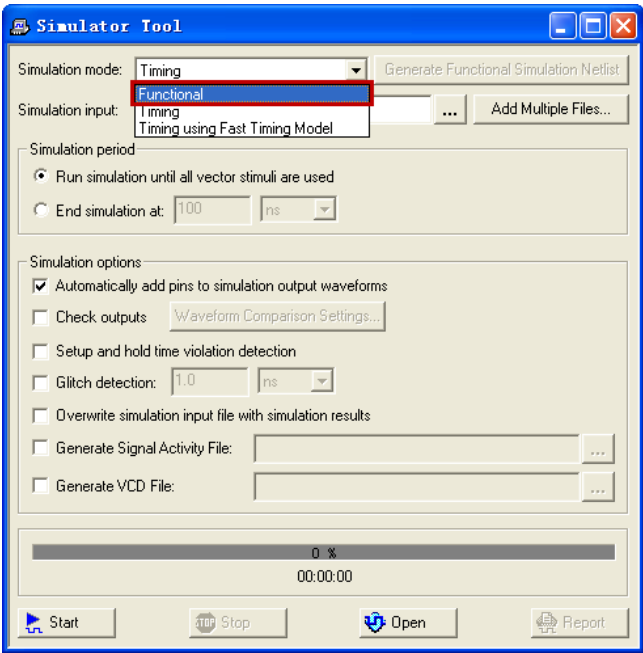 Simulator Tool
Simulation mode: Timing Generate Functional Simulation Netlist
Functional
Simulation input: ... Add Multiple Files...
Timing
Timing using Fast Timing Model
Simulation period
Run simulation until all vector stimuli are used
End simulation at: 100 ns
Simulation options
Automatically add pins to simulation output waveforms
Check outputs Waveform Comparison Settings...
Setup and hold time violation detection
Glitch detection: 1.0 ns
Overwrite simulation input file with simulation results
Generate Signal Activity File: ...
Generate VCD File: ...
0 %
00:00:00
Start STOP Stop Open Report